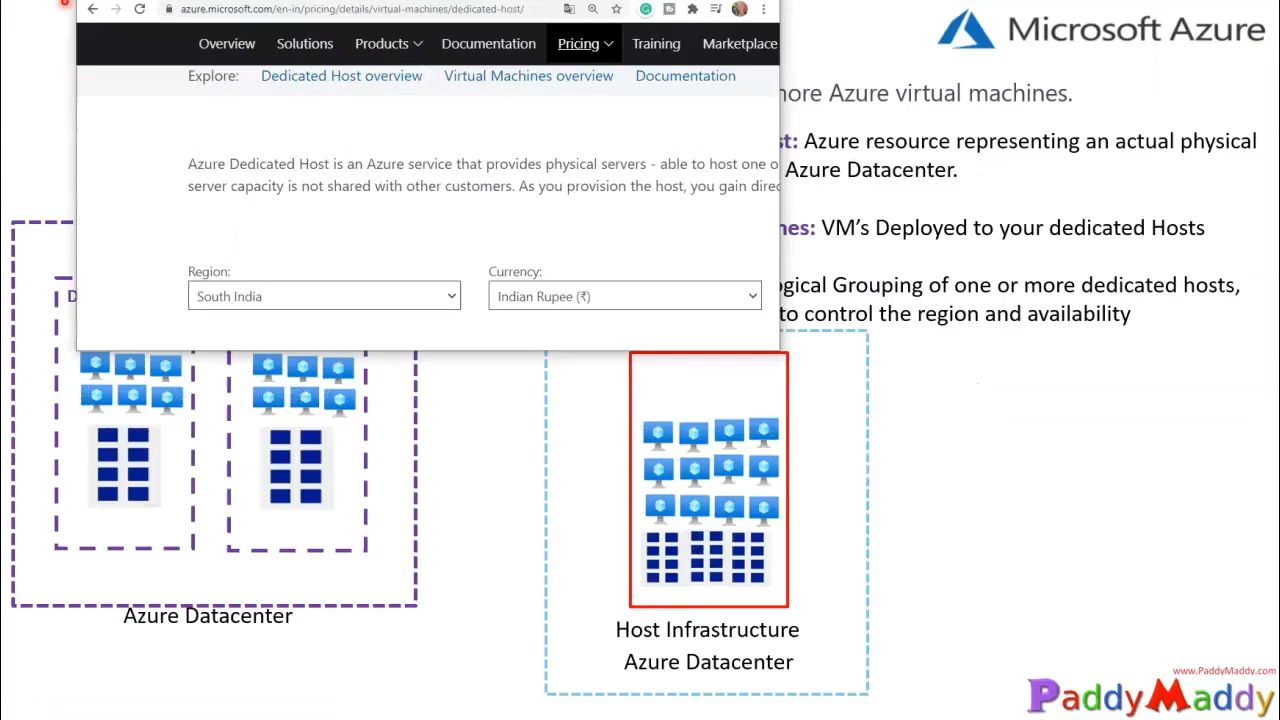 azure.microsoft.com/en-in/pricing/details/virtual-machines/dedicated-host/
Microsoft Azure
Overview Solutions Products Documentation Pricing Training Marketplace
Explore: Dedicated Host overview Virtual Machines overview Documentation
more Azure virtual machines.
st: Azure resource representing an actual physical
Azure Datacenter.
Azure Dedicated Host is an Azure service that provides physical servers - able to host one o
server capacity is not shared with other customers. As you provision the host, you gain direc
nes: VM's Deployed to your dedicated Hosts
Region: Currency:
South India Indian Rupee (₹)
ogical Grouping of one or more dedicated hosts,
to control the region and availability
D
Azure Datacenter
Host Infrastructure
Azure Datacenter
www.PaddyMaddy.com
PaddyMaddy